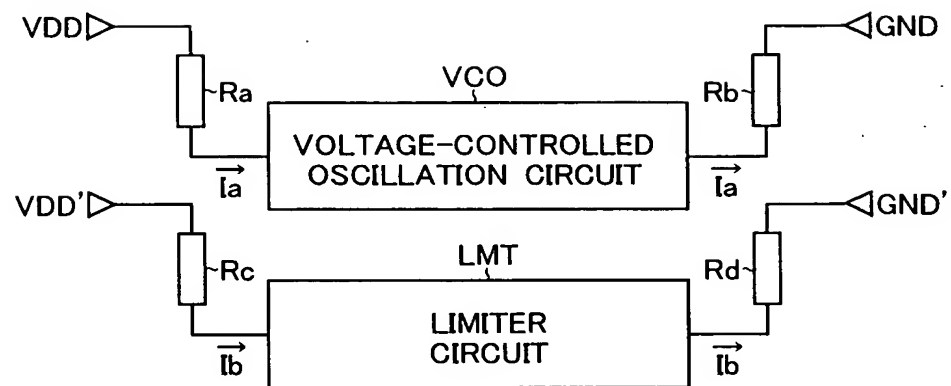 VDD
GND
VCO
Ra
Rb
VOLTAGE-CONTROLLED
OSCILLATION CIRCUIT
Ia
Ia
VDD'
GND'
LMT
Rc
Rd
LIMITER
CIRCUIT
Ib
Ib